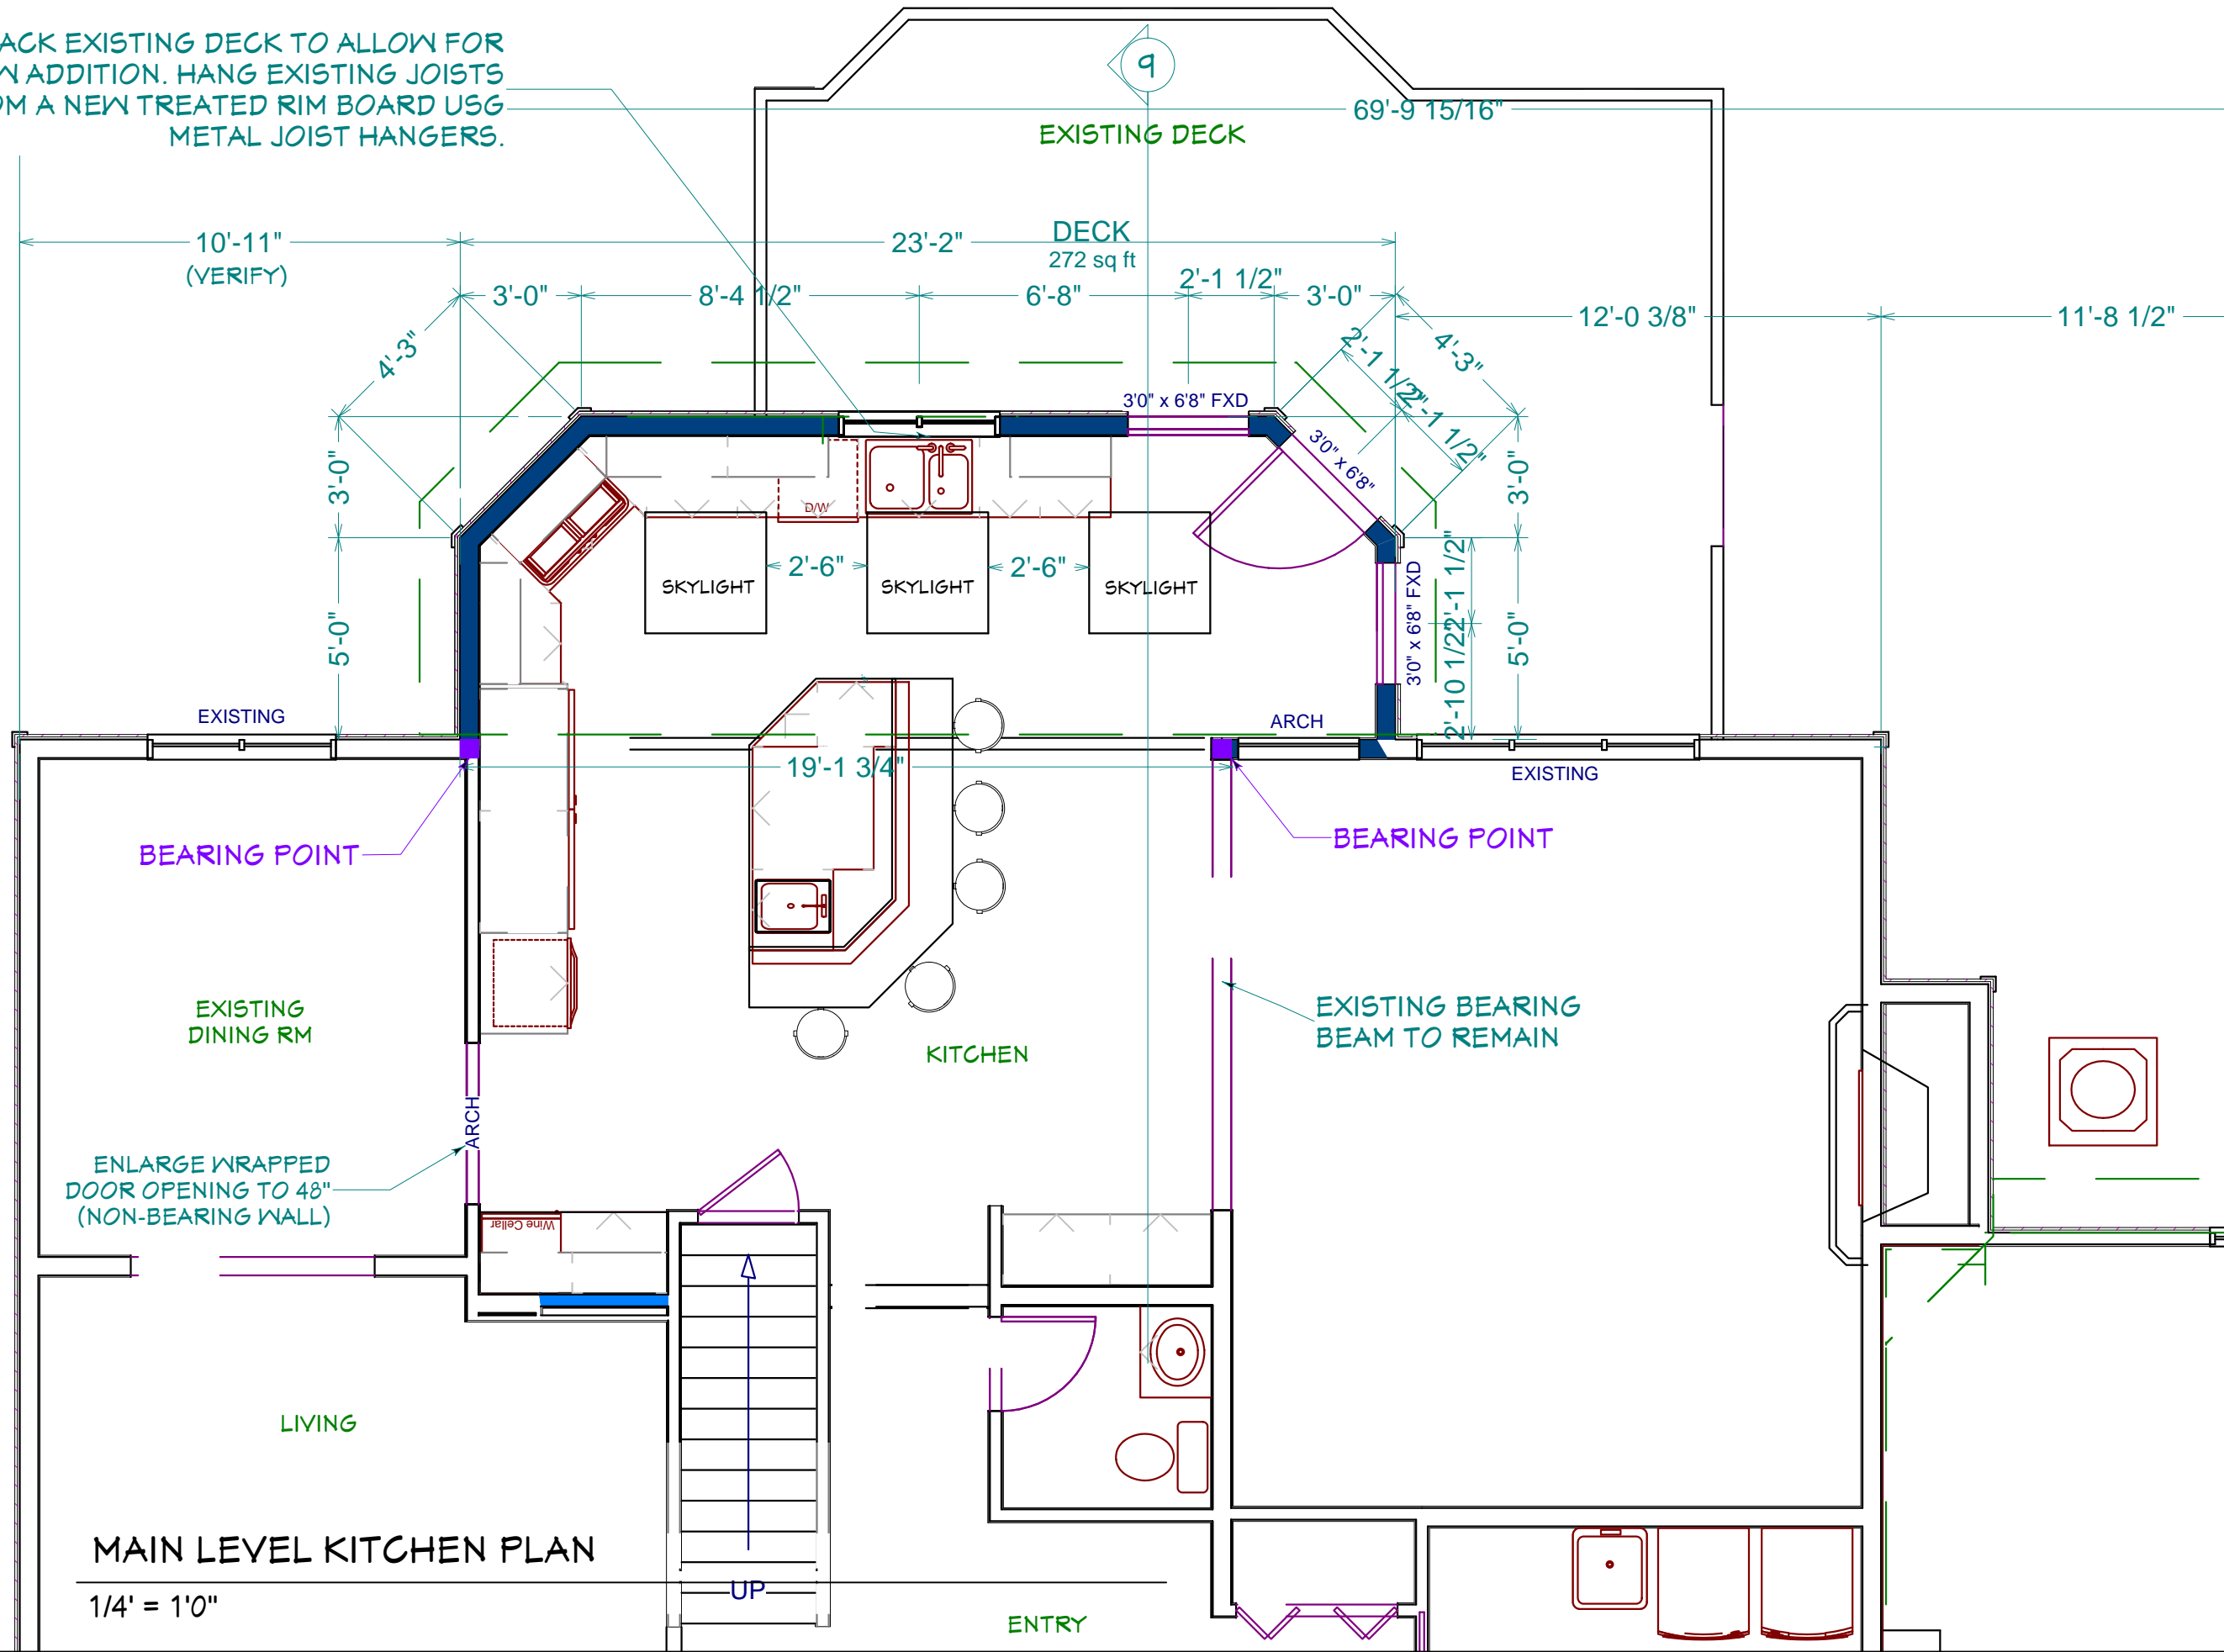 ACK EXISTING DECK TO ALLOW FOR
W ADDITION. HANG EXISTING JOISTS
OM A NEW TREATED RIM BOARD USG
METAL JOIST HANGERS.
9
69'-9 15/16"
EXISTING DECK
10'-11"
(VERIFY)
23'-2"
DECK
272 sq ft
3'-0"
8'-4 1/2"
6'-8"
2'-1 1/2"
3'-0"
12'-0 3/8"
11'-8 1/2"
4'-3"
2'-1 1/2"
4'-3"
2'-1 1/2"
3'0" x 6'8" FXD
3'0" x 6'8"
3'-0"
3'-0"
D/W
SKYLIGHT
2'-6"
SKYLIGHT
2'-6"
SKYLIGHT
3'0" x 6'8" FXD
2'-1 1/2"
2'-10 1/2"
5'-0"
5'-0"
EXISTING
ARCH
19'-1 3/4"
EXISTING
BEARING POINT
BEARING POINT
EXISTING
DINING RM
EXISTING BEARING
BEAM TO REMAIN
KITCHEN
ARCH
ENLARGE WRAPPED
DOOR OPENING TO 48"
(NON-BEARING WALL)
Wine Cellar
LIVING
MAIN LEVEL KITCHEN PLAN
1/4' = 1'0"
UP
ENTRY